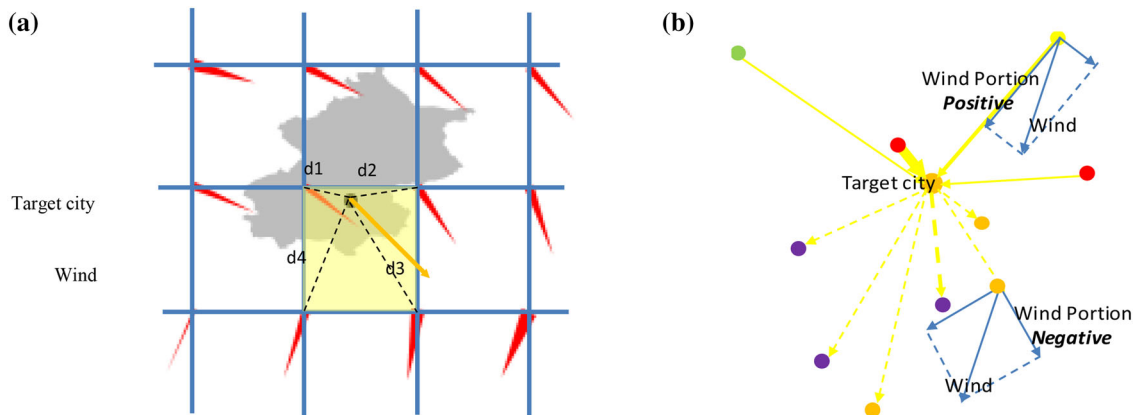 (a)
d1
d2
Target city
d4
d3
Wind
(b)
Wind Portion
Positive
Wind
Target city
Wind Portion
Negative
Wind